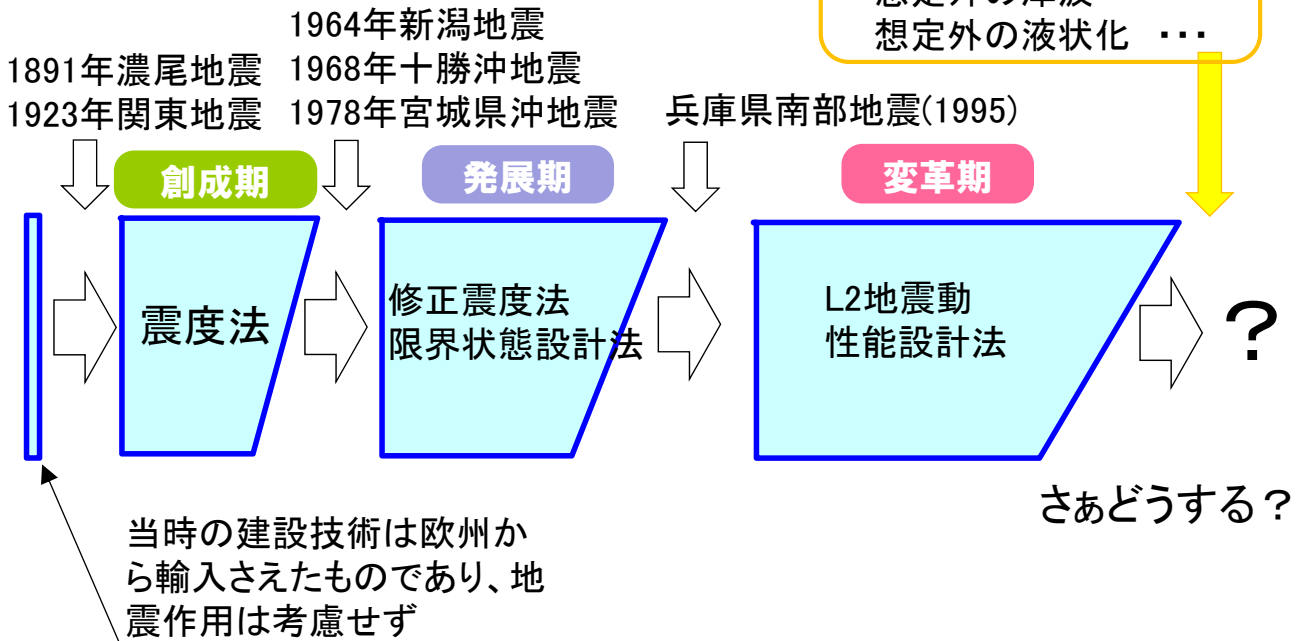 想定外の液状化 ・・・
1964年新潟地震
1968年十勝沖地震
1978年宮城県沖地震
1891年濃尾地震
1923年関東地震
兵庫県南部地震(1995)
創成期
発展期
変革期
震度法
修正震度法
限界状態設計法
L2地震動
性能設計法
？
さぁどうする？
当時の建設技術は欧州か
ら輸入さえたものであり、地
震作用は考慮せず